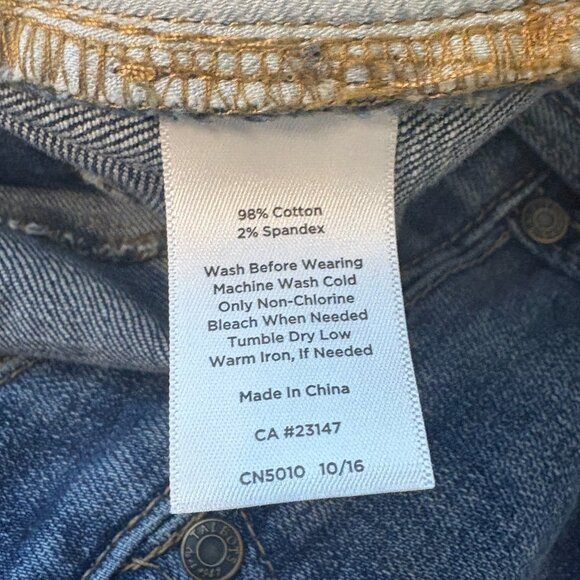 98% Cotton
2% Spandex
Wash Before Wearing
Machine Wash Cold
Only Non-Chlorine
Bleach When Needed
Tumble Dry Low
Warm Iron, If Needed
Made In China
CA #23147
CN5010 10/16
TALBOTS